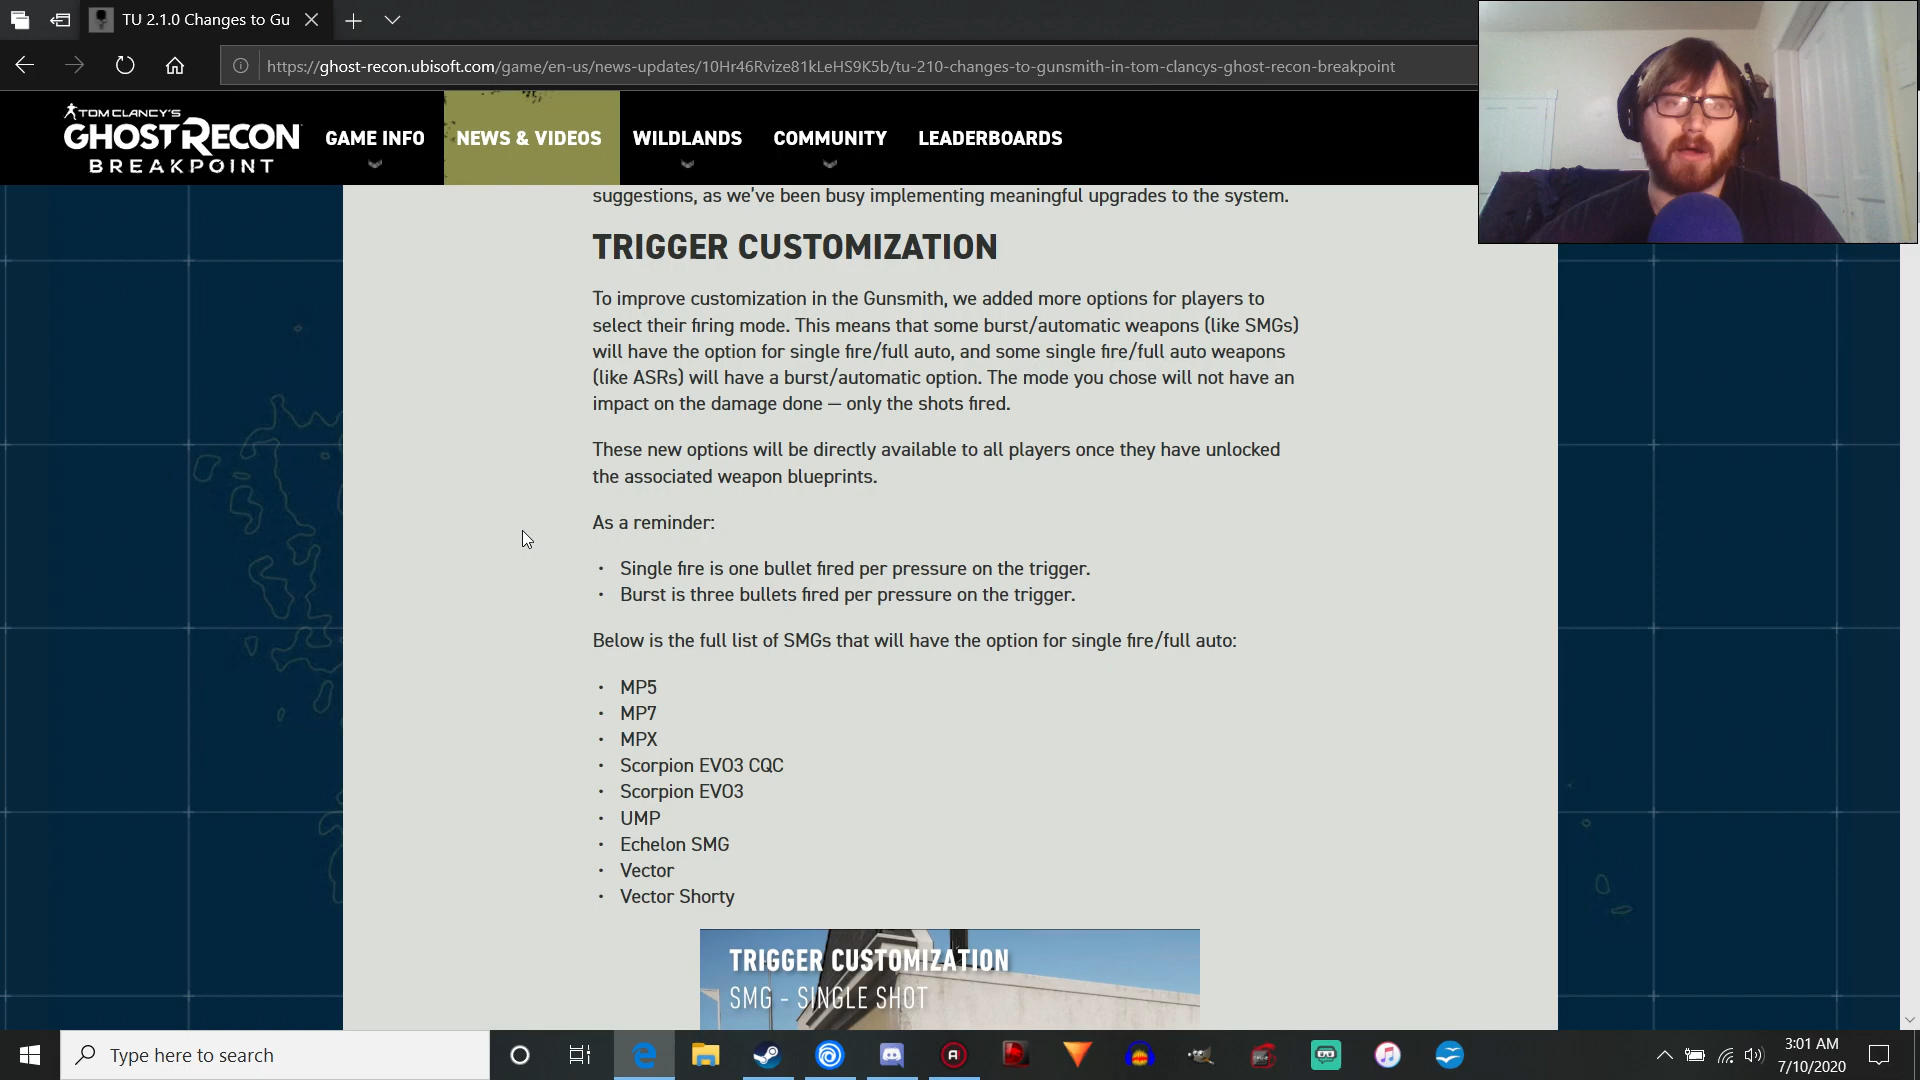 TU 2.1.0 Changes to Gu
https://ghost-recon.ubisoft.com/game/en-us/news-updates/10Hr46Rvize81kLeHS9K5b/tu-210-changes-to-gunsmith-in-tom-clancys-ghost-recon-breakpoint
TOM CLANCY'S
GHOST RECON
BREAKPOINT
GAME INFO
NEWS & VIDEOS
WILDLANDS
COMMUNITY
LEADERBOARDS
suggestions, as we've been busy implementing meaningful upgrades to the system.
TRIGGER CUSTOMIZATION
To improve customization in the Gunsmith, we added more options for players to
select their firing mode. This means that some burst/automatic weapons (like SMGs)
will have the option for single fire/full auto, and some single fire/full auto weapons
(like ASRs) will have a burst/automatic option. The mode you chose will not have an
impact on the damage done — only the shots fired.
These new options will be directly available to all players once they have unlocked
the associated weapon blueprints.
As a reminder:
• Single fire is one bullet fired per pressure on the trigger.
• Burst is three bullets fired per pressure on the trigger.
Below is the full list of SMGs that will have the option for single fire/full auto:
• MP5
• MP7
• MPX
• Scorpion EVO3 CQC
• Scorpion EVO3
• UMP
• Echelon SMG
• Vector
• Vector Shorty
TRIGGER CUSTOMIZATION
SMG - SINGLE SHOT
Type here to search
3:01 AM
7/10/2020